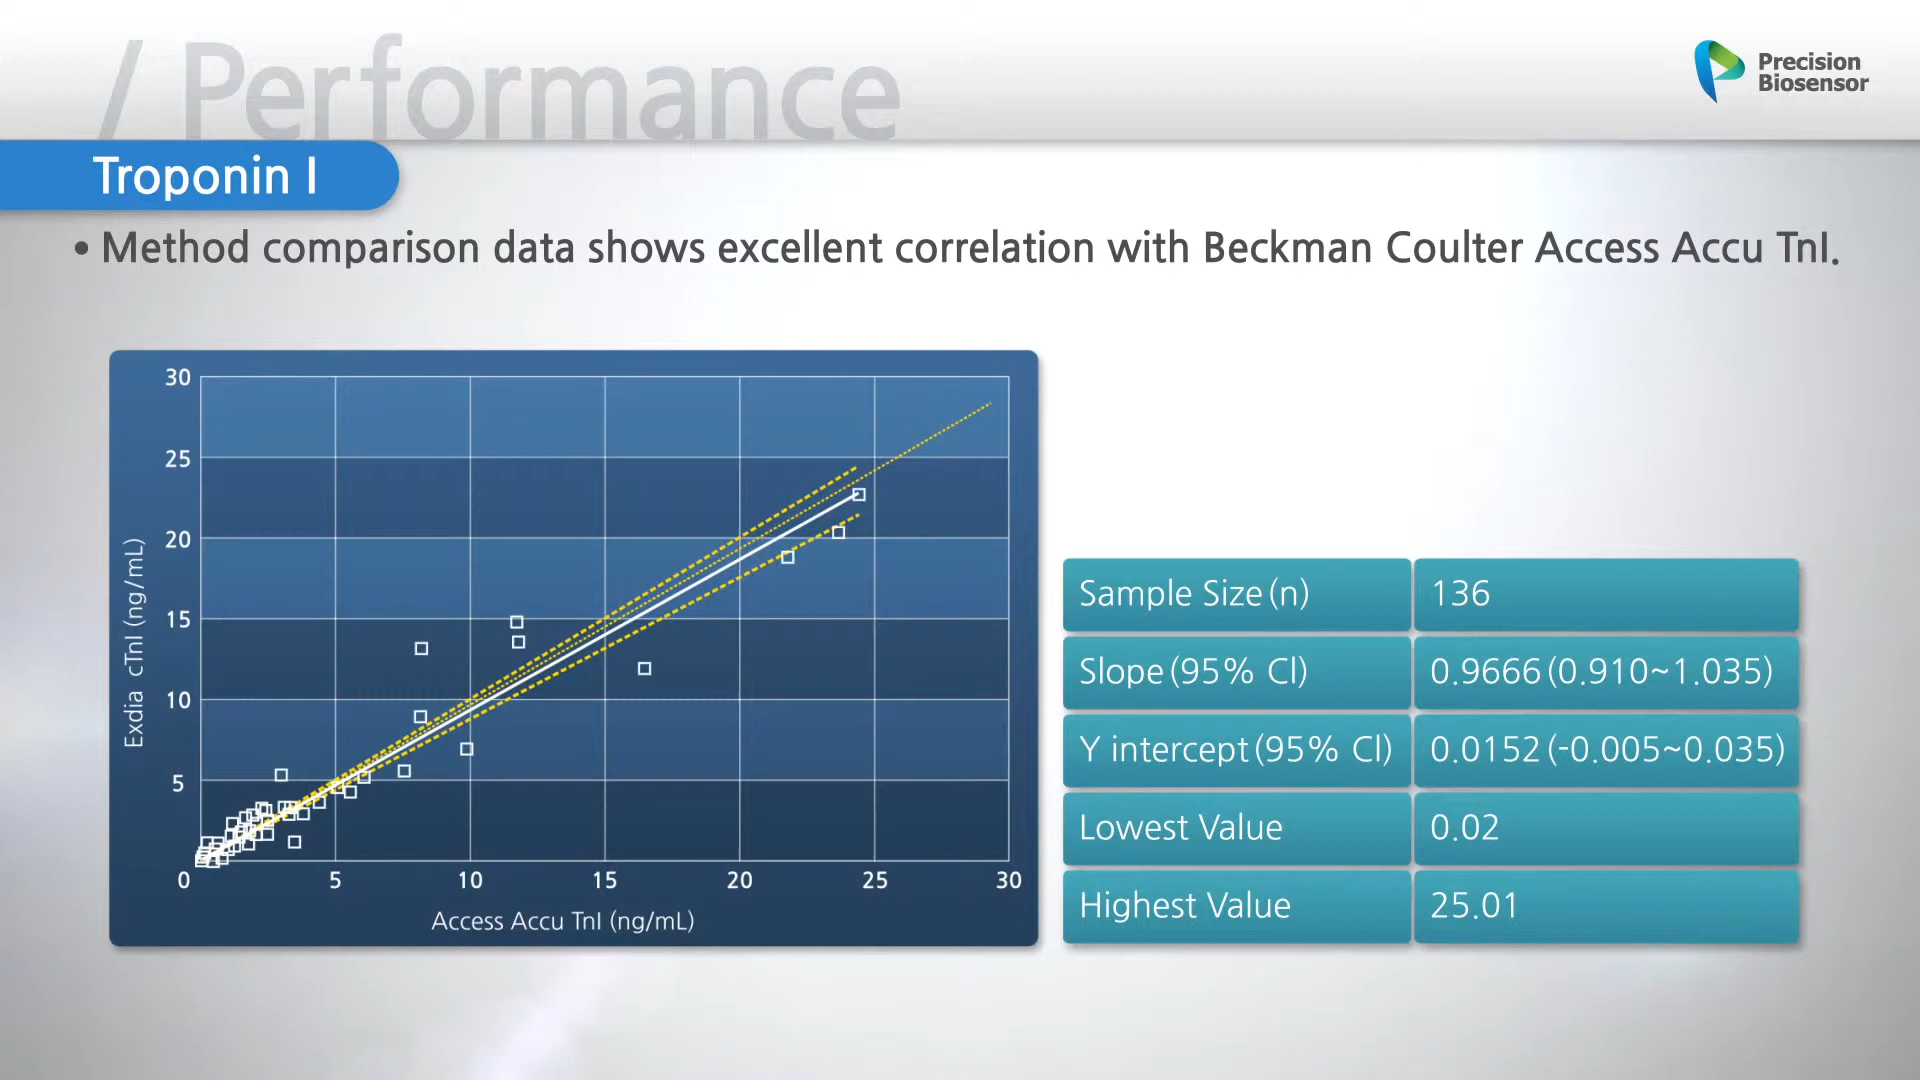 / Performance
Precision
Biosensor
Troponin I
• Method comparison data shows excellent correlation with Beckman Coulter Access Accu TnI.
30
25
20
15
10
5
0 5 10 15 20 25 30
Exdia cTnI (ng/mL)
Access Accu TnI (ng/mL)
Sample Size (n) 136
Slope (95% Cl) 0.9666 (0.910~1.035)
Y intercept (95% Cl) 0.0152 (-0.005~0.035)
Lowest Value 0.02
Highest Value 25.01